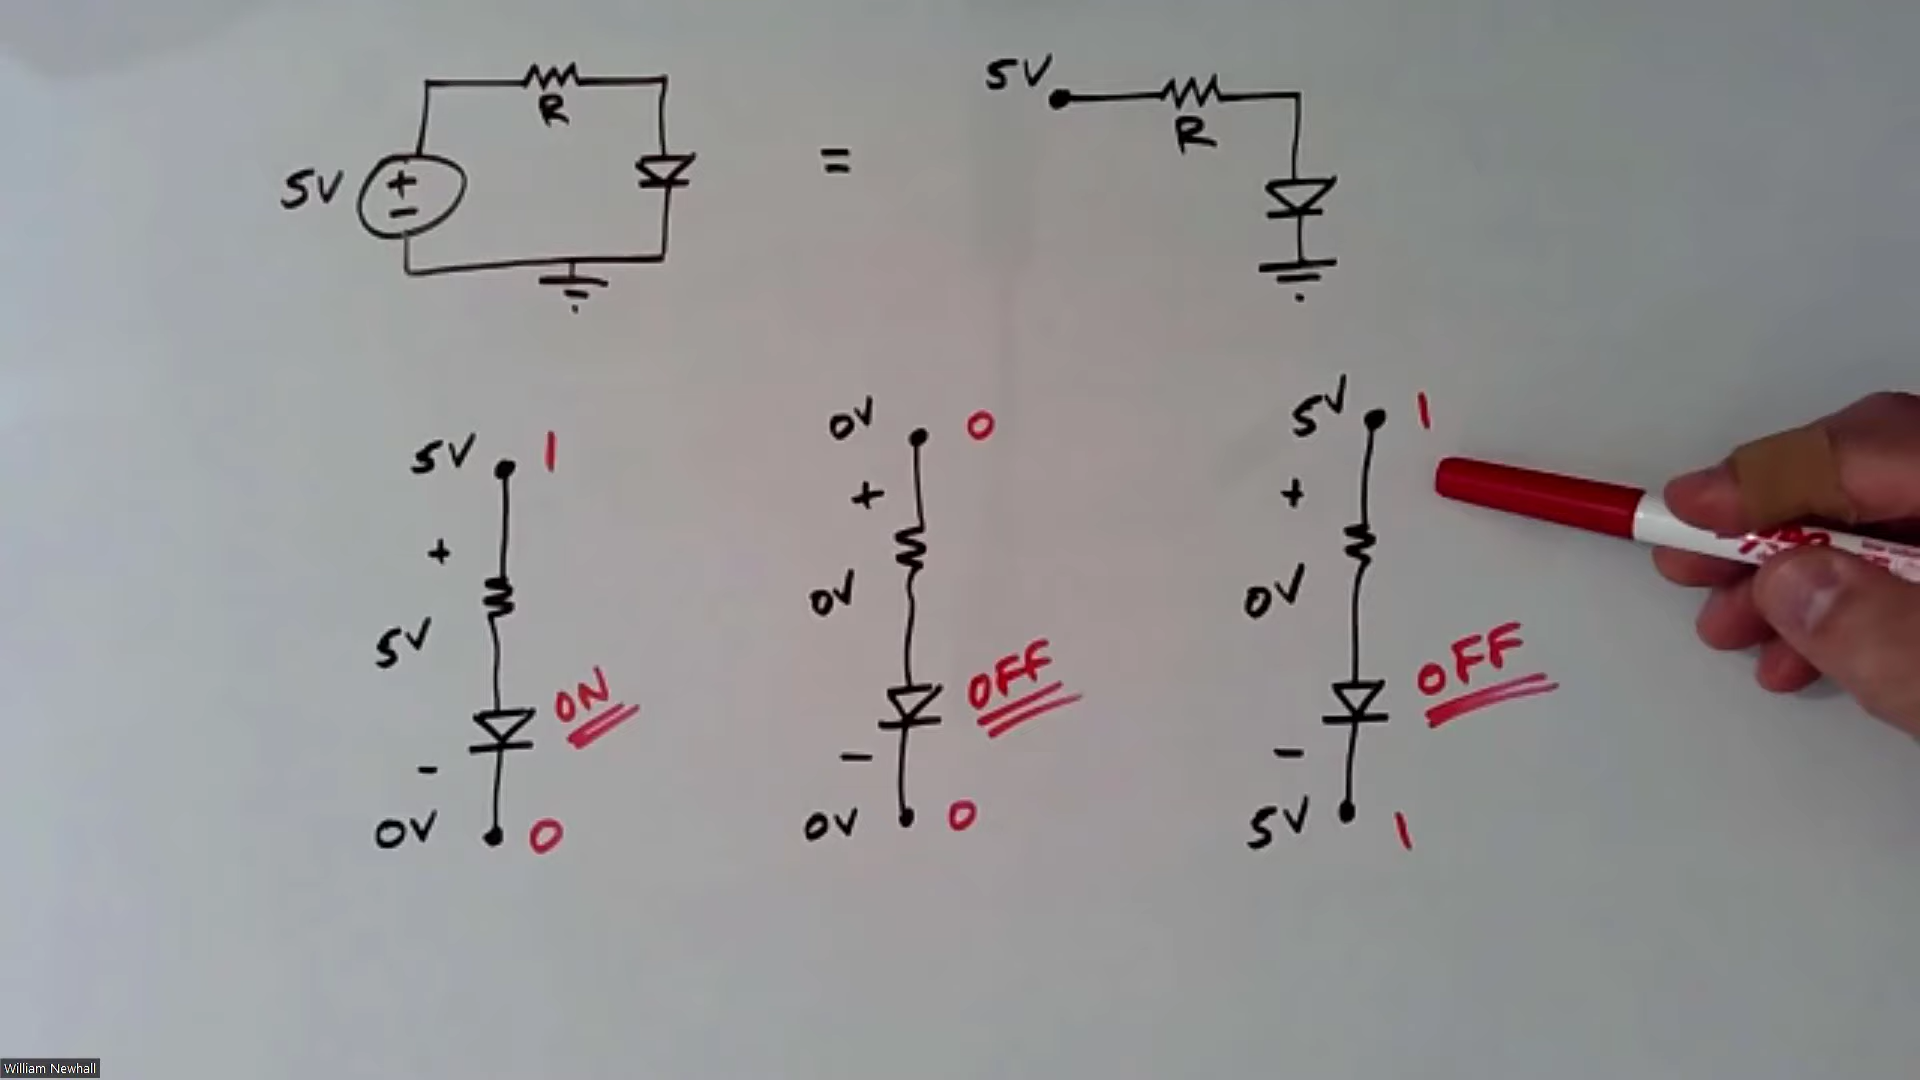 5V
+
−
R
=
5V
R
5V 1
+
5V
ON
-
0V 0
0V 0
+
0V
OFF
-
0V 0
5V 1
+
0V
OFF
-
5V 1
William Newhall